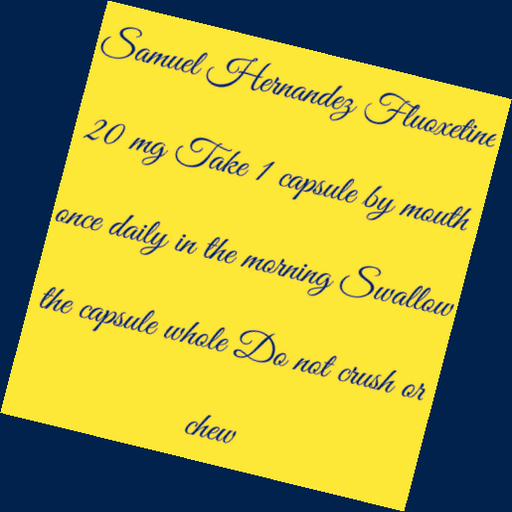 Samuel Hernandez Fluoxetine
20 mg Take 1 capsule by mouth
once daily in the morning Swallow
the capsule whole Do not crush or
chew